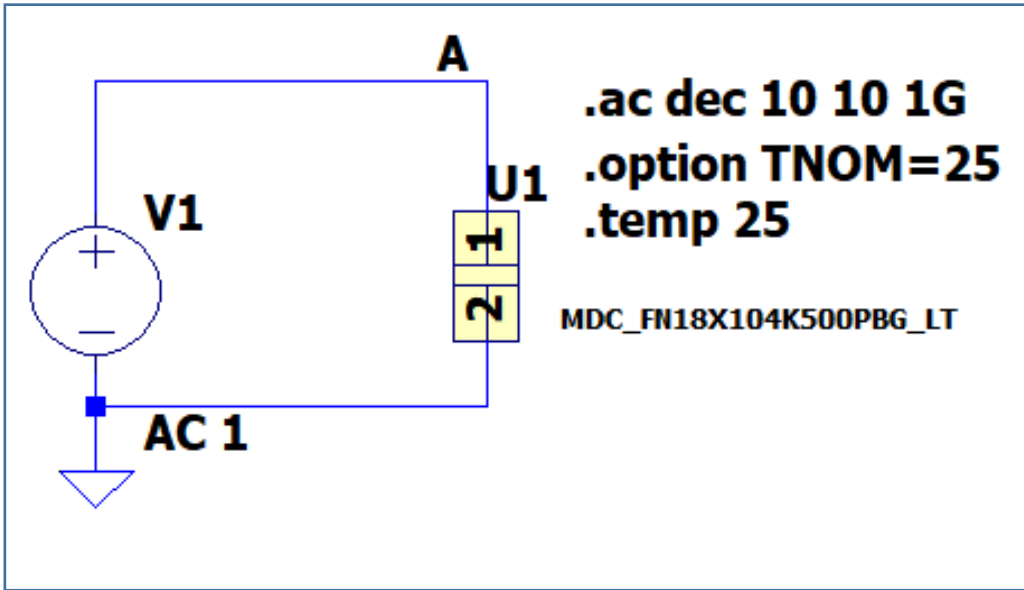 A
.ac dec 10 10 1G
.option TNOM=25
.temp 25
U1
V1
1
2
MDC_FN18X104K500PBG_LT
AC 1